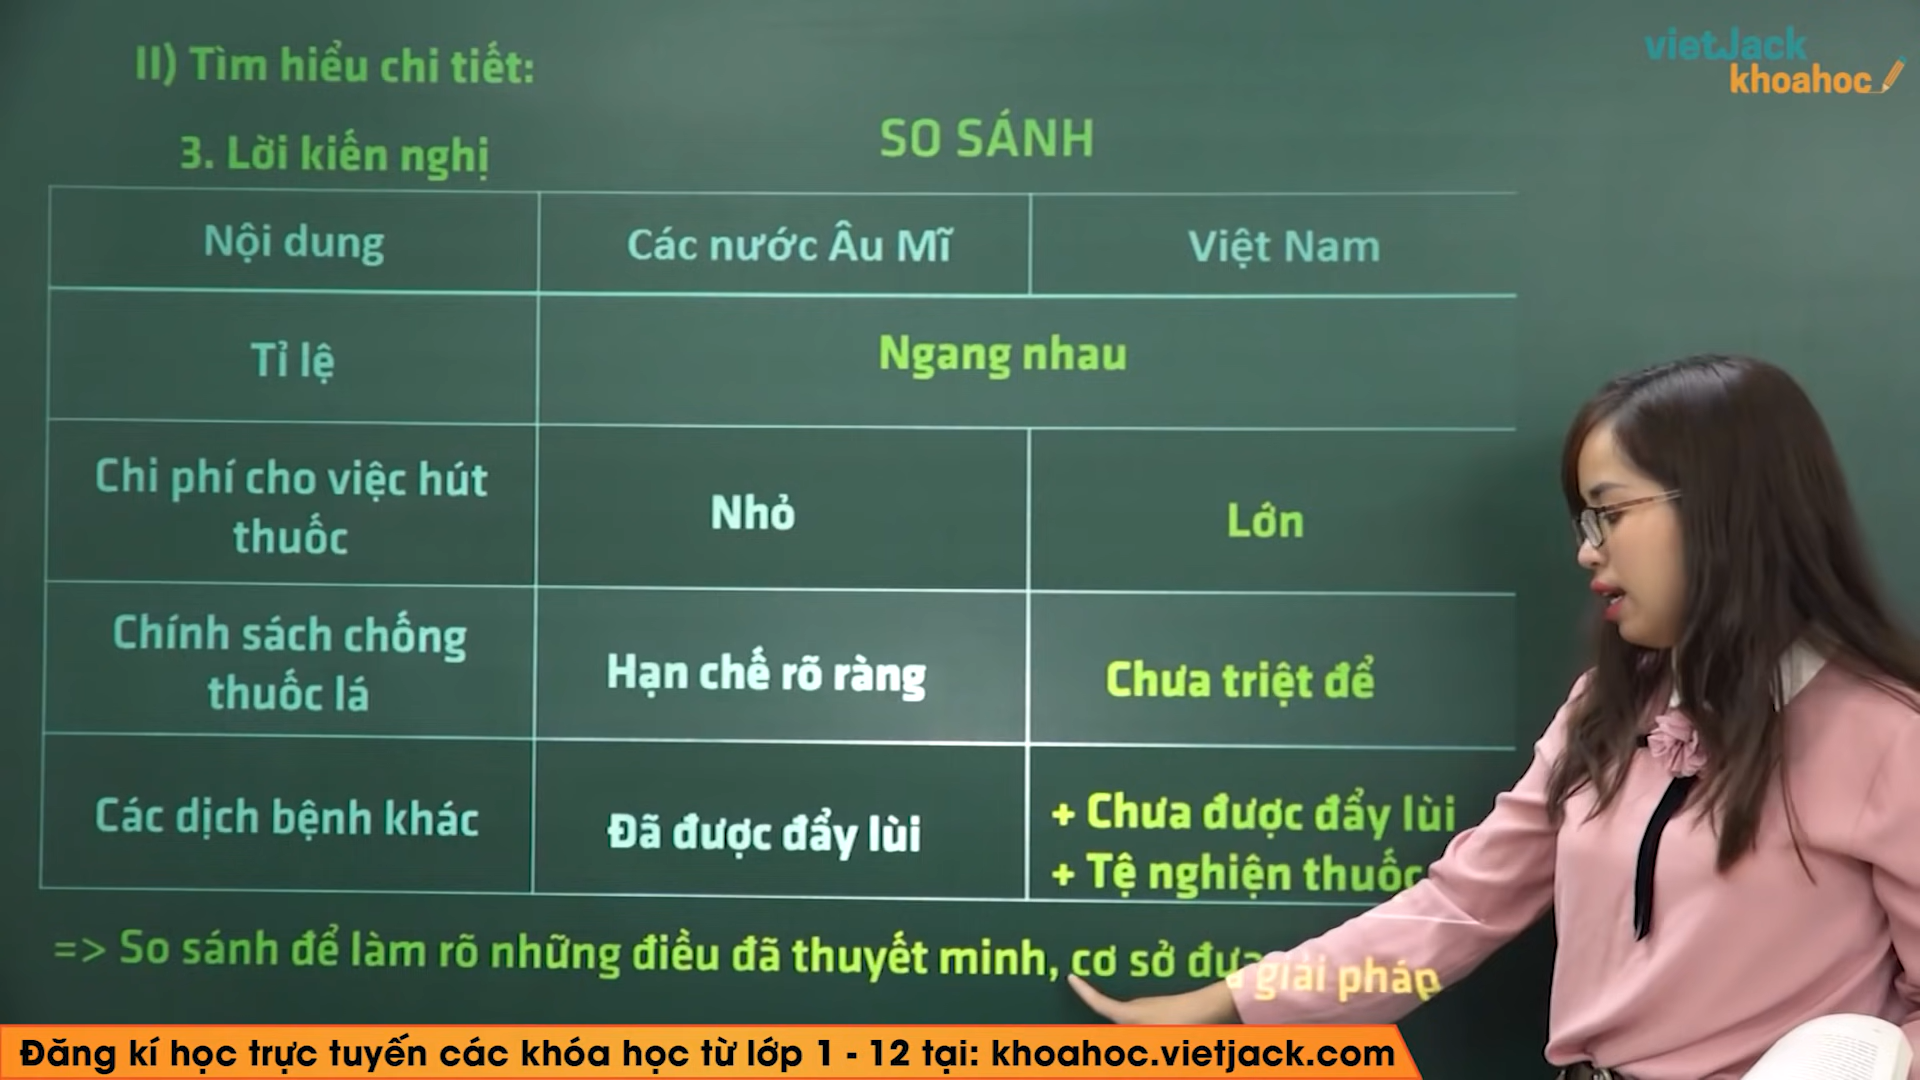 II) Tìm hiểu chi tiết:
vietJack
khoahoc
3. Lời kiến nghị
SO SÁNH
Nội dung
Các nước Âu Mĩ
Việt Nam
Tỉ lệ
Ngang nhau
Chi phí cho việc hút
thuốc
Nhỏ
Lớn
Chính sách chống
thuốc lá
Hạn chế rõ ràng
Chưa triệt để
Các dịch bệnh khác
Đã được đẩy lùi
+ Chưa được đẩy lùi
+ Tệ nghiện thuốc
=> So sánh để làm rõ những điều đã thuyết minh, cơ sở đưa giải pháp
Đăng kí học trực tuyến các khóa học từ lớp 1 - 12 tại: khoahoc.vietjack.com